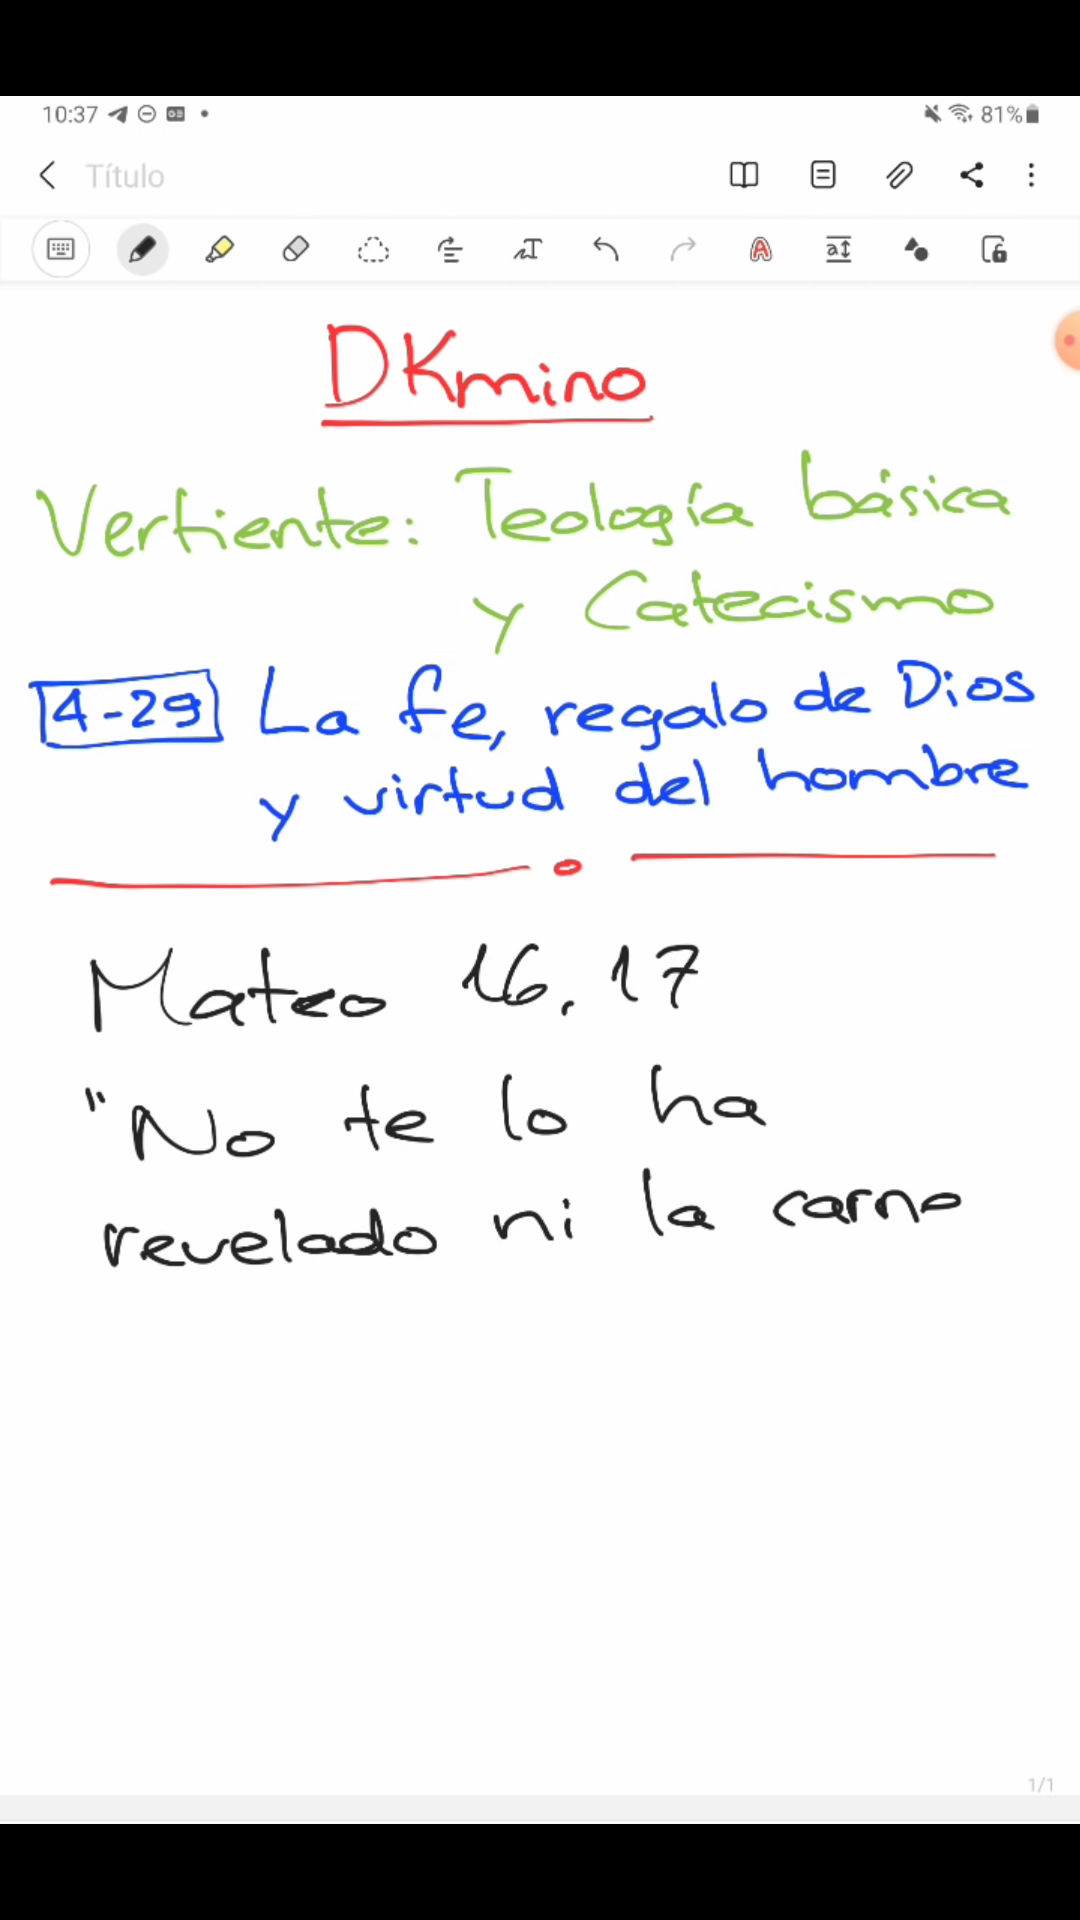 10:37
81%
Título
DKmino
Vertiente: Teología básica
y Catecismo
4-29 La fe, regalo de Dios
y virtud del hombre
Mateo 16.17
"No te lo ha
revelado ni la carne
1/1